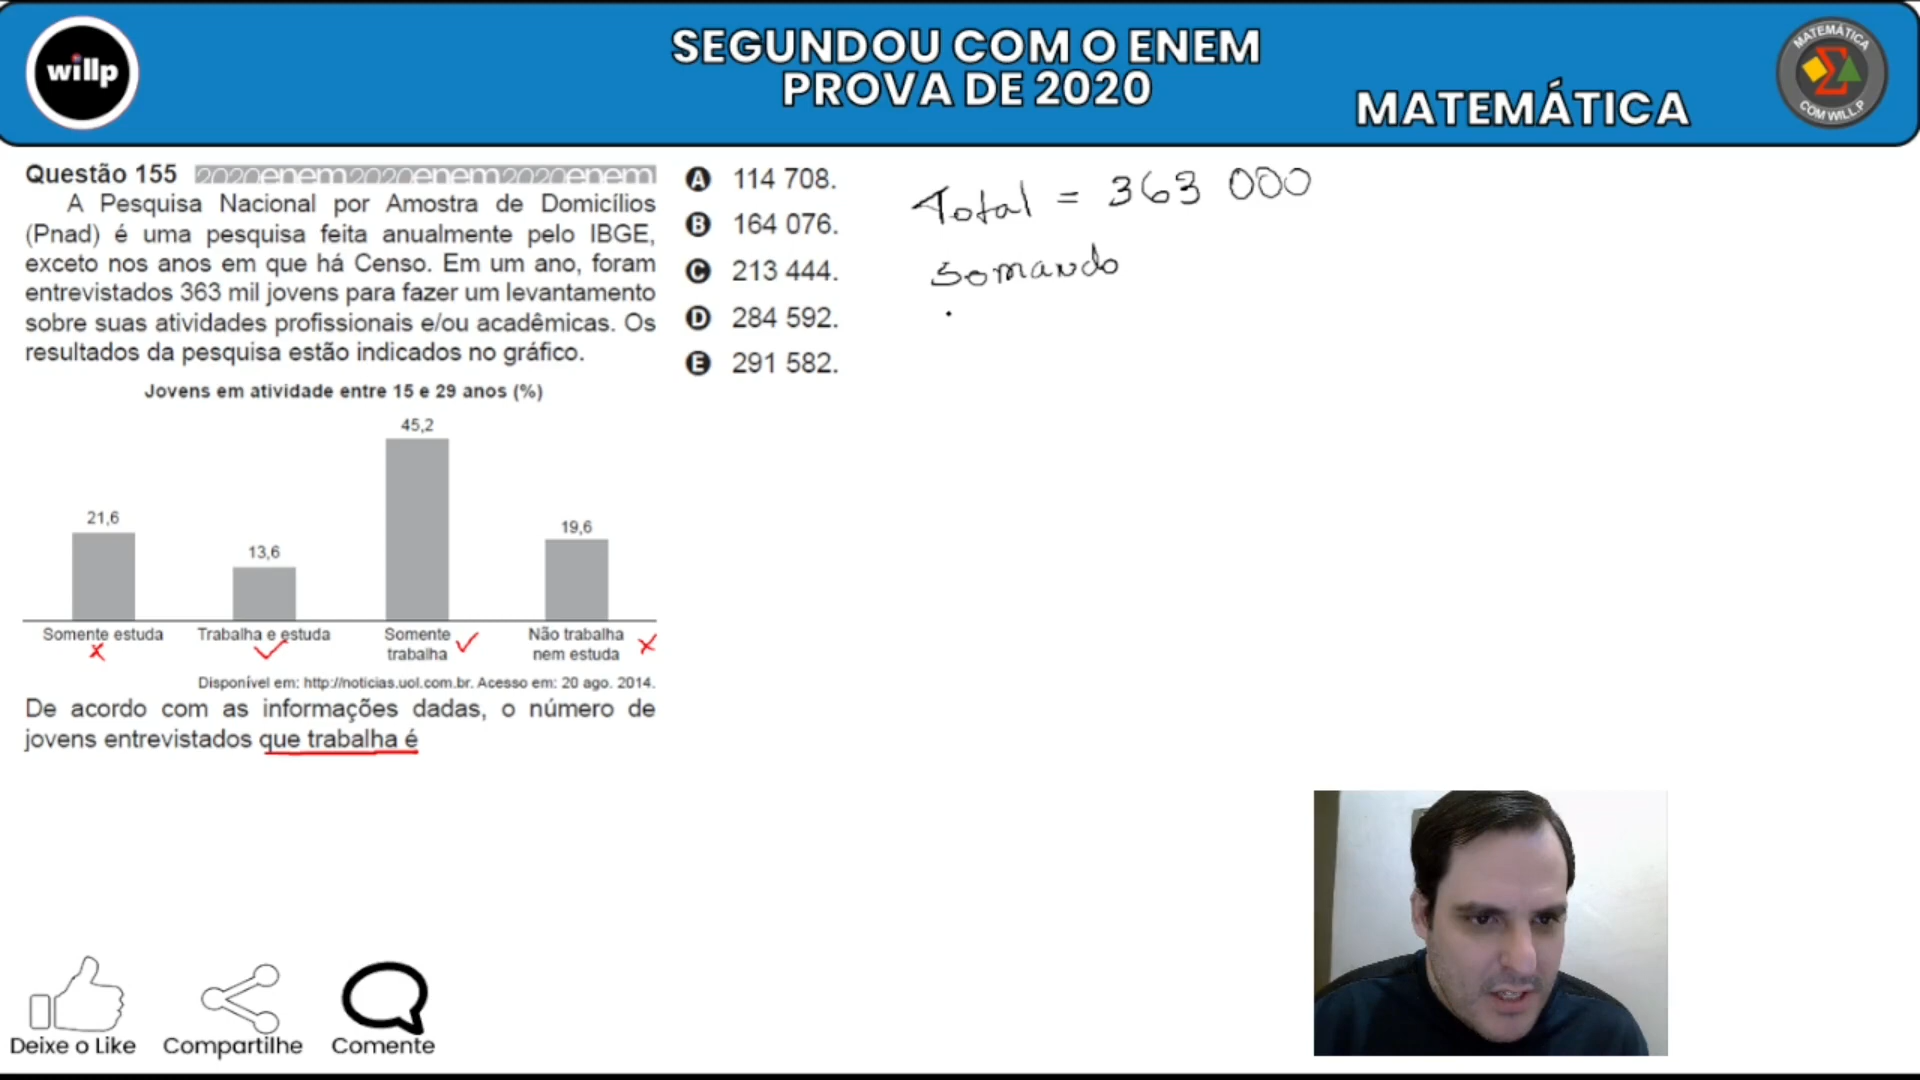 willp
SEGUNDOU COM O ENEM
PROVA DE 2020
MATEMÁTICA
MATEMÁTICA
COM WILL.P
Questão 155 2020enem2020enem2020enem
A Pesquisa Nacional por Amostra de Domicílios
(Pnad) é uma pesquisa feita anualmente pelo IBGE,
exceto nos anos em que há Censo. Em um ano, foram
entrevistados 363 mil jovens para fazer um levantamento
sobre suas atividades profissionais e/ou acadêmicas. Os
resultados da pesquisa estão indicados no gráfico.
Jovens em atividade entre 15 e 29 anos (%)
45,2
21,6
19,6
13,6
Somente estuda
Trabalha e estuda
Somente
trabalha
Não trabalha
nem estuda
Disponível em: http://noticias.uol.com.br. Acesso em: 20 ago. 2014.
De acordo com as informações dadas, o número de
jovens entrevistados que trabalha é
A 114 708.
B 164 076.
C 213 444.
D 284 592.
E 291 582.
Total = 363 000
somando
Deixe o Like
Compartilhe
Comente